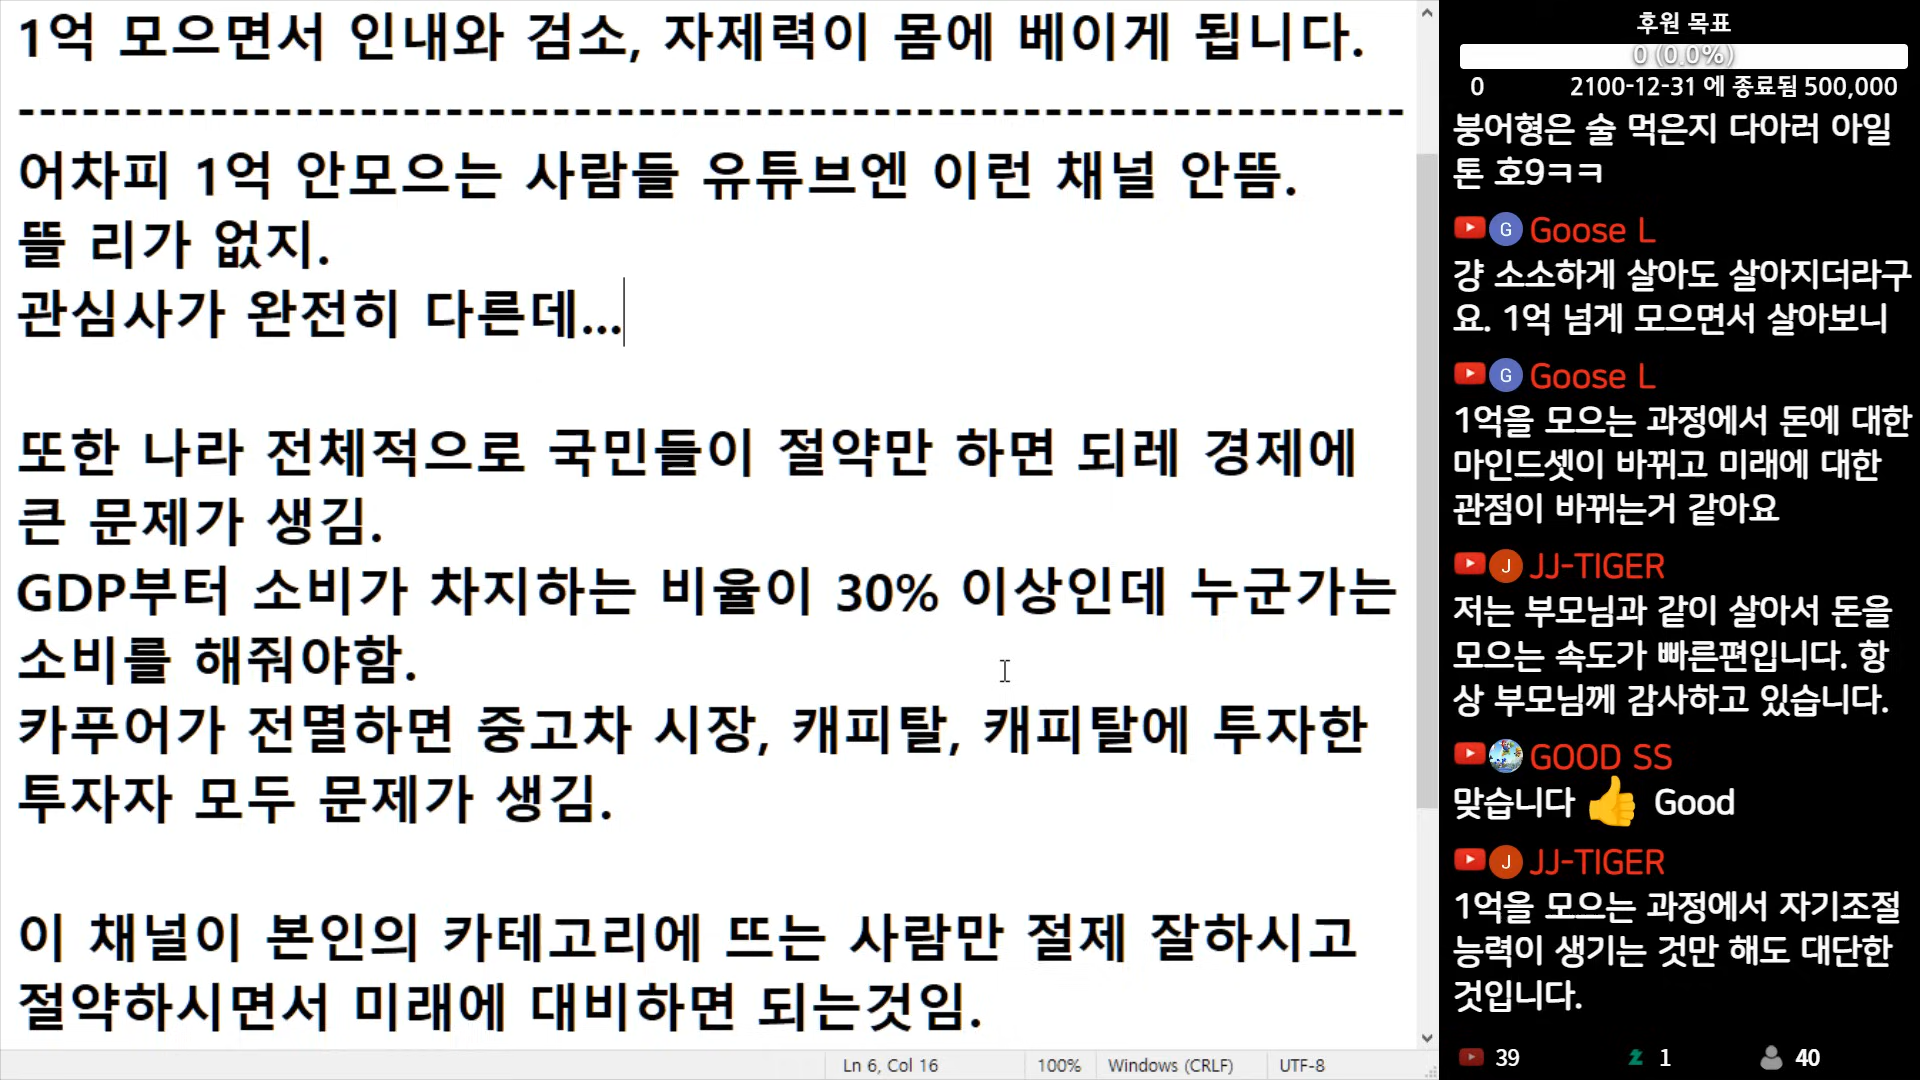 1억 모으면서 인내와 검소, 자제력이 몸에 베이게 됩니다.
------------------------------------------------------------------
어차피 1억 안모으는 사람들 유튜브엔 이런 채널 안뜸.
뜰 리가 없지.
관심사가 완전히 다른데...
또한 나라 전체적으로 국민들이 절약만 하면 되레 경제에
큰 문제가 생김.
GDP부터 소비가 차지하는 비율이 30% 이상인데 누군가는
소비를 해줘야함.
카푸어가 전멸하면 중고차 시장, 캐피탈, 캐피탈에 투자한
투자자 모두 문제가 생김.
이 채널이 본인의 카테고리에 뜨는 사람만 절제 잘하시고
절약하시면서 미래에 대비하면 되는것임.
Ln 6, Col 16
100%
Windows (CRLF)
UTF-8
후원 목표
0 (0.0%)
0
2100-12-31 에 종료됨
500,000
붕어형은 술 먹은지 다아러 아일
톤 호9ㅋㅋ
G Goose L
걍 소소하게 살아도 살아지더라구
요. 1억 넘게 모으면서 살아보니
G Goose L
1억을 모으는 과정에서 돈에 대한
마인드셋이 바뀌고 미래에 대한
관점이 바뀌는거 같아요
J JJ-TIGER
저는 부모님과 같이 살아서 돈을
모으는 속도가 빠른편입니다. 항
상 부모님께 감사하고 있습니다.
GOOD SS
맞습니다 👍 Good
J JJ-TIGER
1억을 모으는 과정에서 자기조절
능력이 생기는 것만 해도 대단한
것입니다.
39
1
40